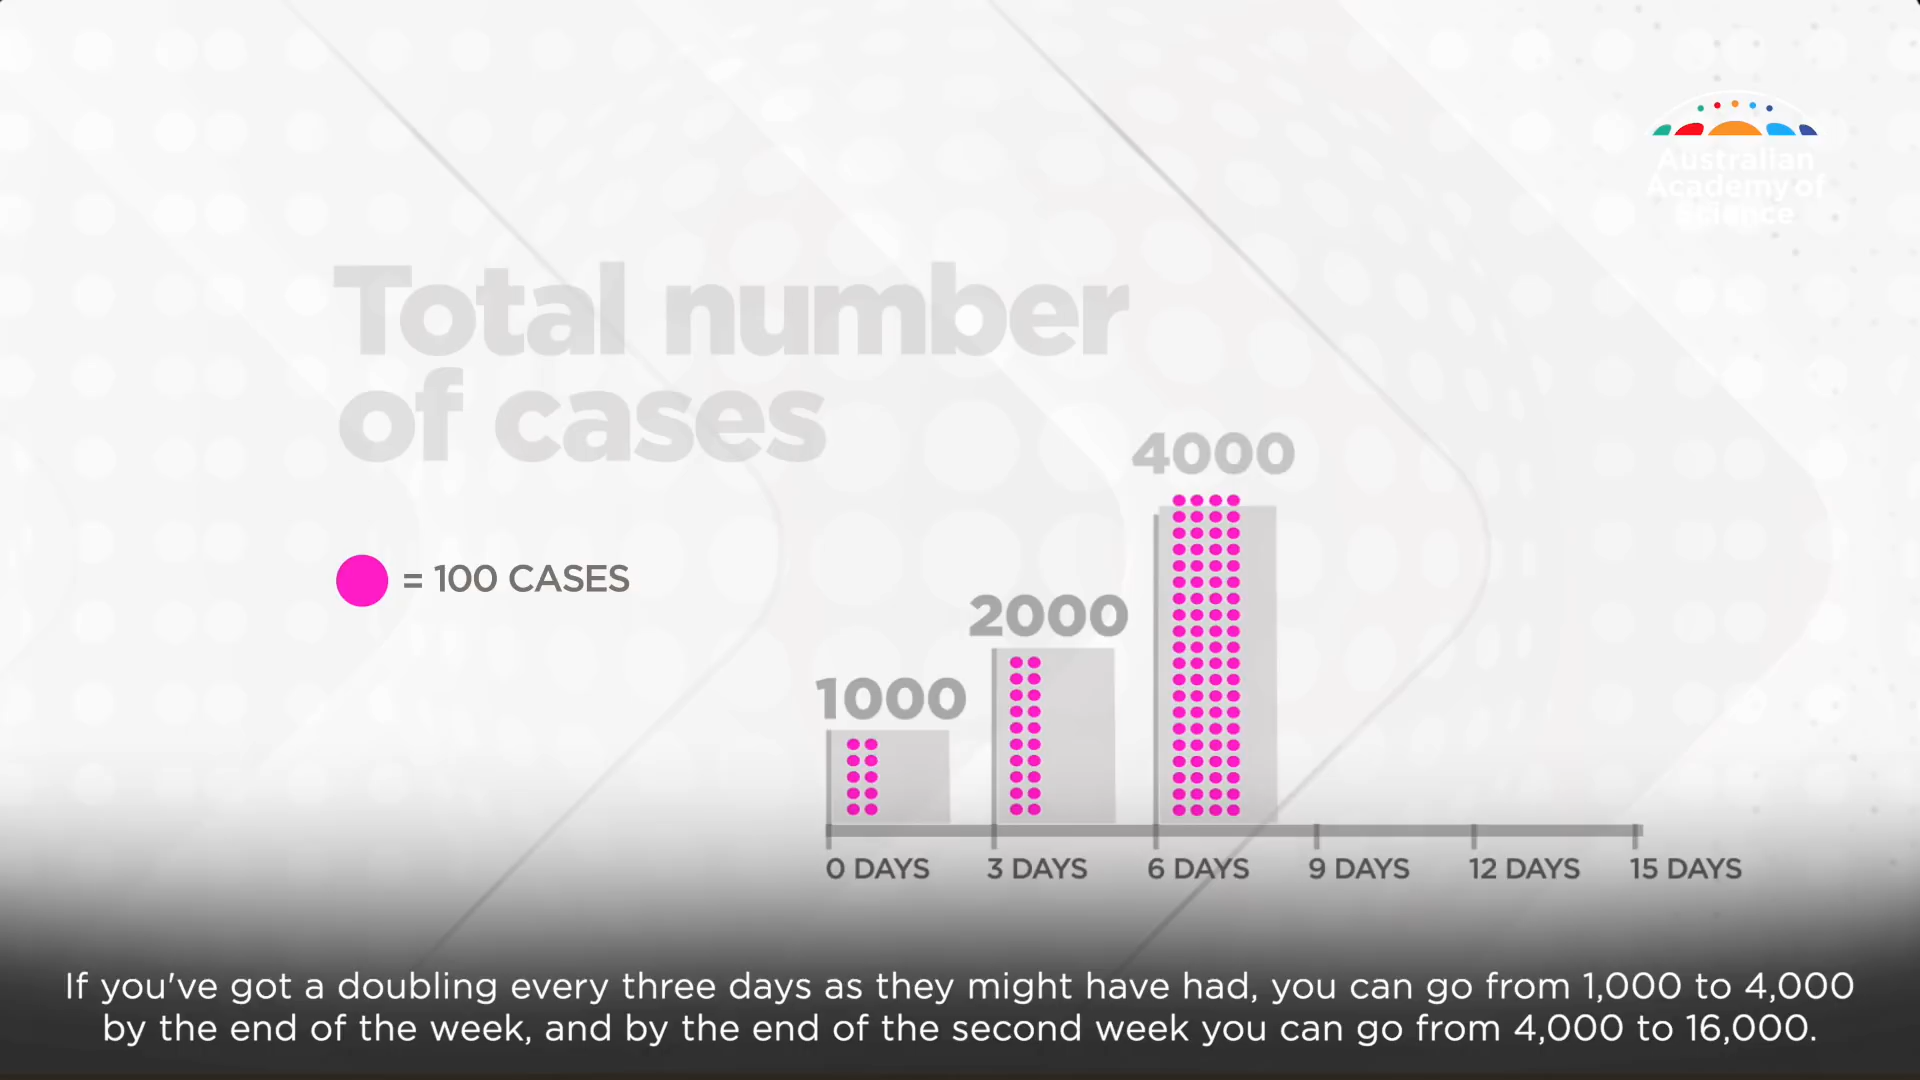 Australian
Academy of
Science
Total number
of cases
4000
= 100 CASES
2000
1000
0 DAYS 3 DAYS 6 DAYS 9 DAYS 12 DAYS 15 DAYS
If you've got a doubling every three days as they might have had, you can go from 1,000 to 4,000
by the end of the week, and by the end of the second week you can go from 4,000 to 16,000.